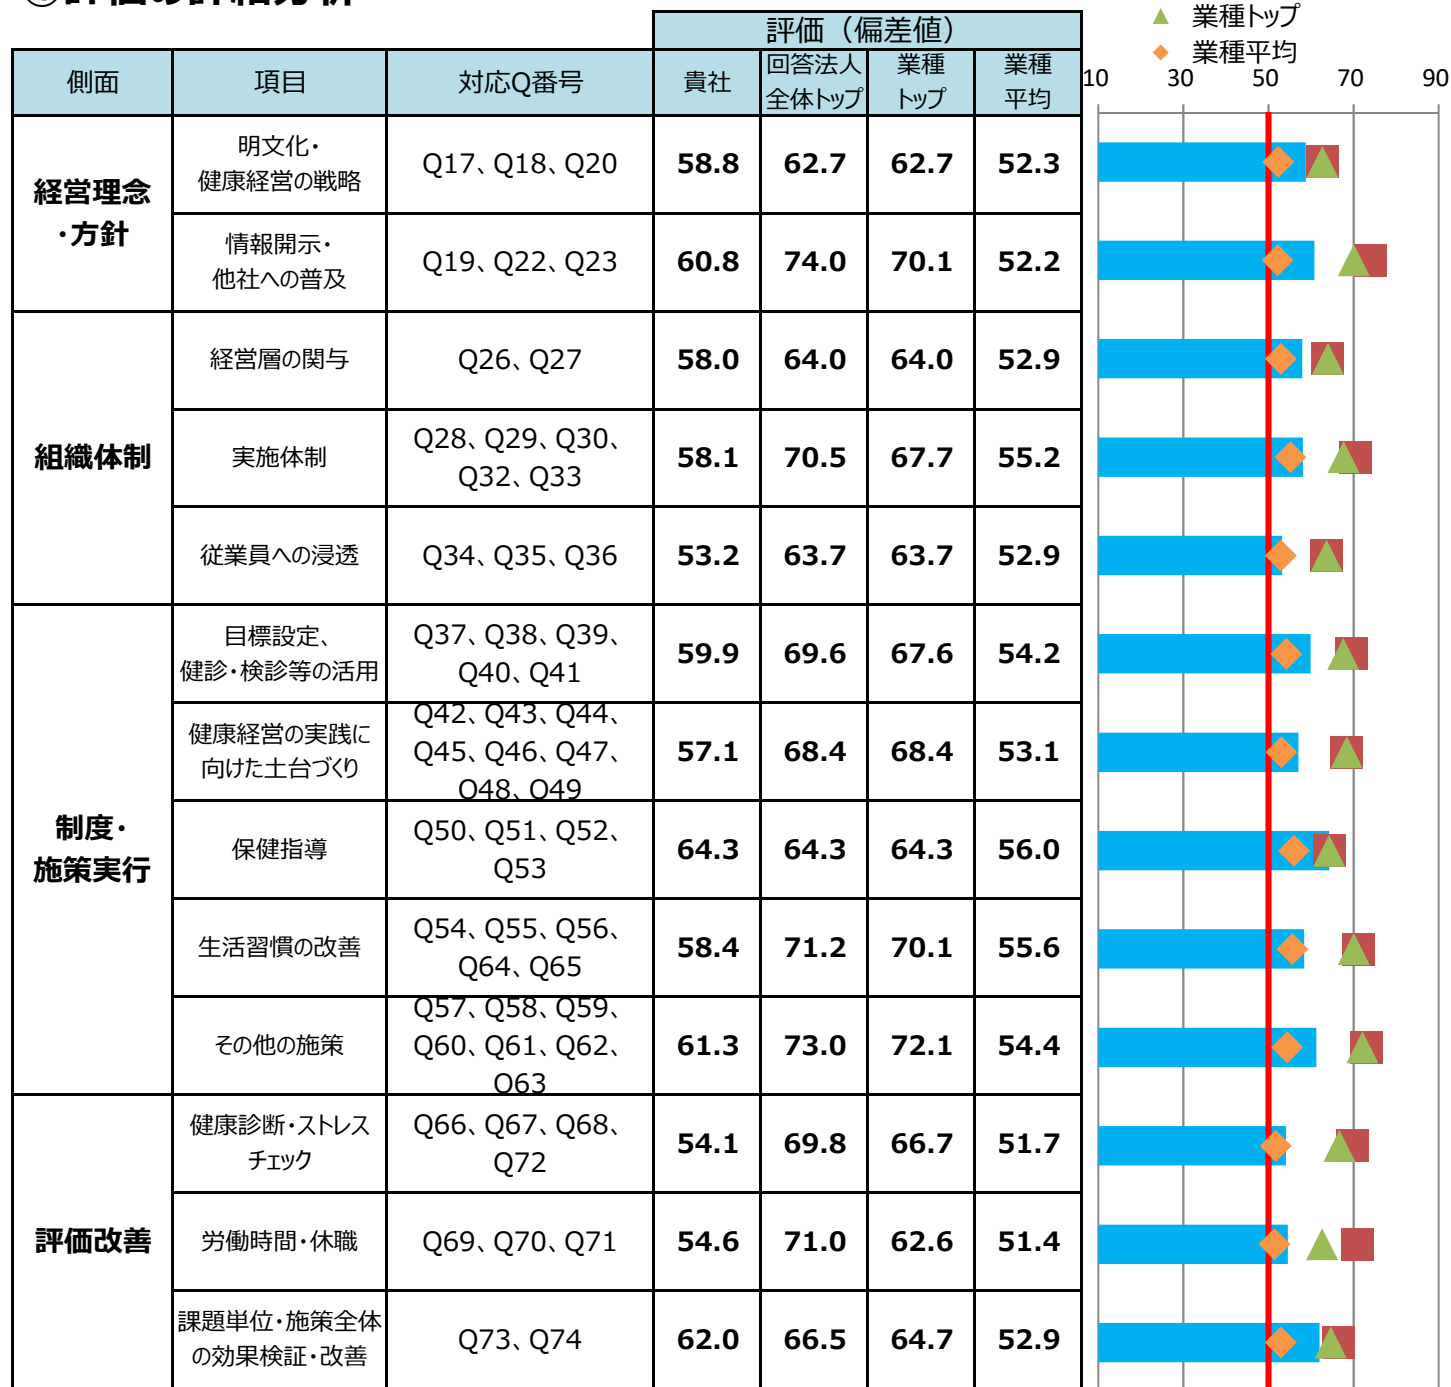 評価の詳細分析
業種トップ
業種平均
評価（偏差値）
側面 項目 対応Q番号 貴社 回答法人 業種 業種
全体トップ トップ 平均
10 30 50 70 90
経営理念
・方針
明文化・
健康経営の戦略
Q17、Q18、Q20 58.8 62.7 62.7 52.3
情報開示・
他社への普及
Q19、Q22、Q23 60.8 74.0 70.1 52.2
組織体制
経営層の関与 Q26、Q27 58.0 64.0 64.0 52.9
実施体制
Q28、Q29、Q30、
Q32、Q33
58.1 70.5 67.7 55.2
従業員への浸透 Q34、Q35、Q36 53.2 63.7 63.7 52.9
制度・
施策実行
目標設定、
健診・検診等の活用
Q37、Q38、Q39、
Q40、Q41
59.9 69.6 67.6 54.2
健康経営の実践に
向けた土台づくり
Q42、Q43、Q44、
Q45、Q46、Q47、
Q48、Q49
57.1 68.4 68.4 53.1
保健指導
Q50、Q51、Q52、
Q53
64.3 64.3 64.3 56.0
生活習慣の改善
Q54、Q55、Q56、
Q64、Q65
58.4 71.2 70.1 55.6
その他の施策
Q57、Q58、Q59、
Q60、Q61、Q62、
Q63
61.3 73.0 72.1 54.4
評価改善
健康診断・ストレス
チェック
Q66、Q67、Q68、
Q72
54.1 69.8 66.7 51.7
労働時間・休職 Q69、Q70、Q71 54.6 71.0 62.6 51.4
課題単位・施策全体
の効果検証・改善
Q73、Q74 62.0 66.5 64.7 52.9